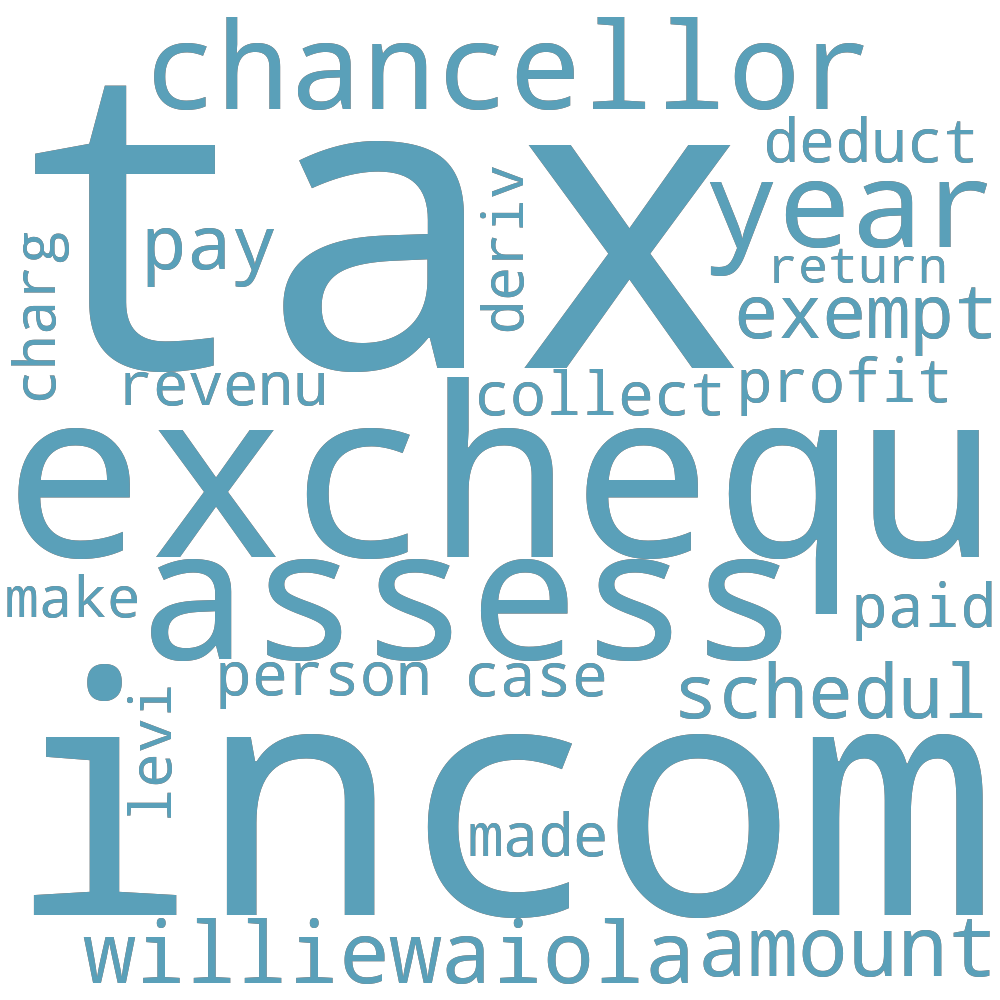 chancellor
tax
deduct
year
pay
deriv
charg
return
exempt
revenu
collect
profit
exchequ
assess
make
paid
person
case
schedul
levi
incom
made
williewaiola
amount